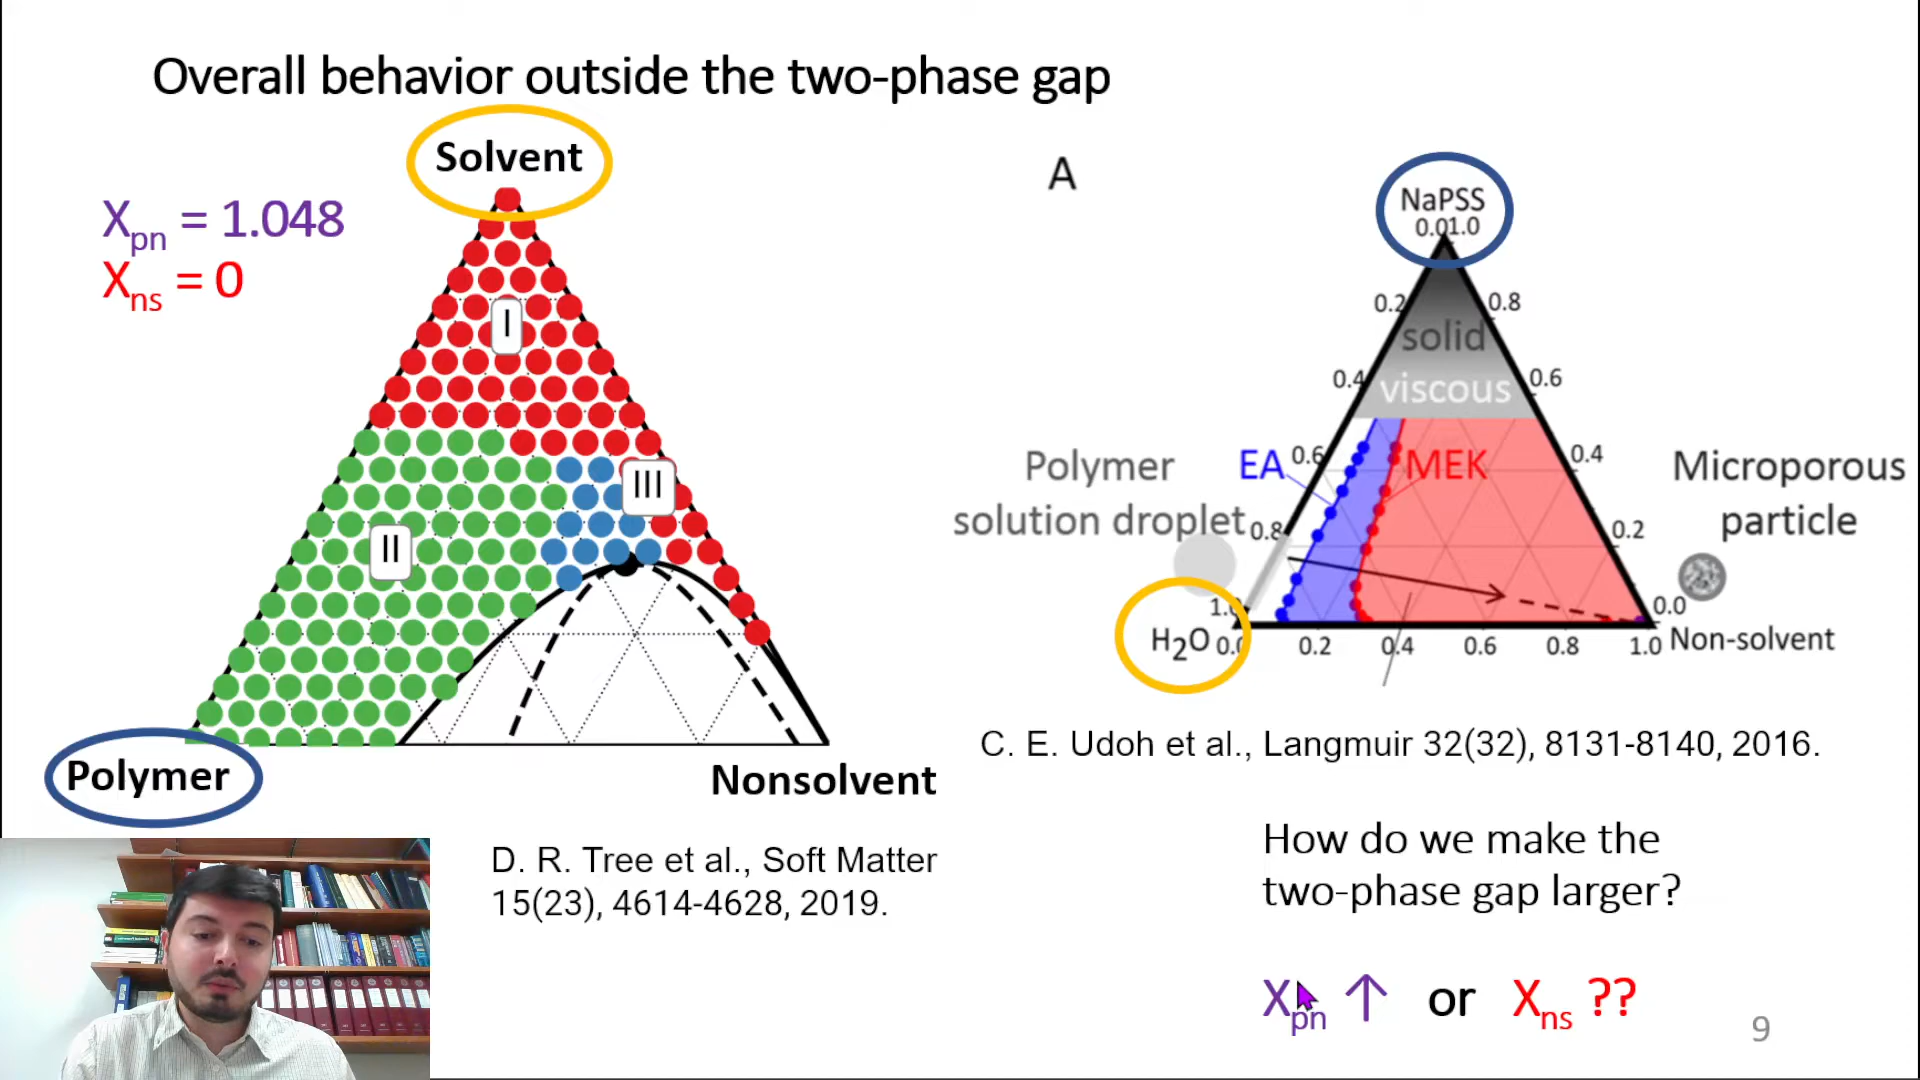 Overall behavior outside the two-phase gap
Solvent
X_pn = 1.048
X_ns = 0
I
II
III
Polymer
Nonsolvent
D. R. Tree et al., Soft Matter
15(23), 4614-4628, 2019.
A
NaPSS
0.0 1.0
0.2 0.8
solid
0.4 viscous 0.6
Polymer
solution droplet
EA 0.6 MEK 0.4
Microporous
particle
0.8 0.2
1.0 0.0
H₂O 0.0 0.2 0.4 0.6 0.8 1.0 Non-solvent
C. E. Udoh et al., Langmuir 32(32), 8131-8140, 2016.
How do we make the
two-phase gap larger?
X_pn ↑ or X_ns ??
9